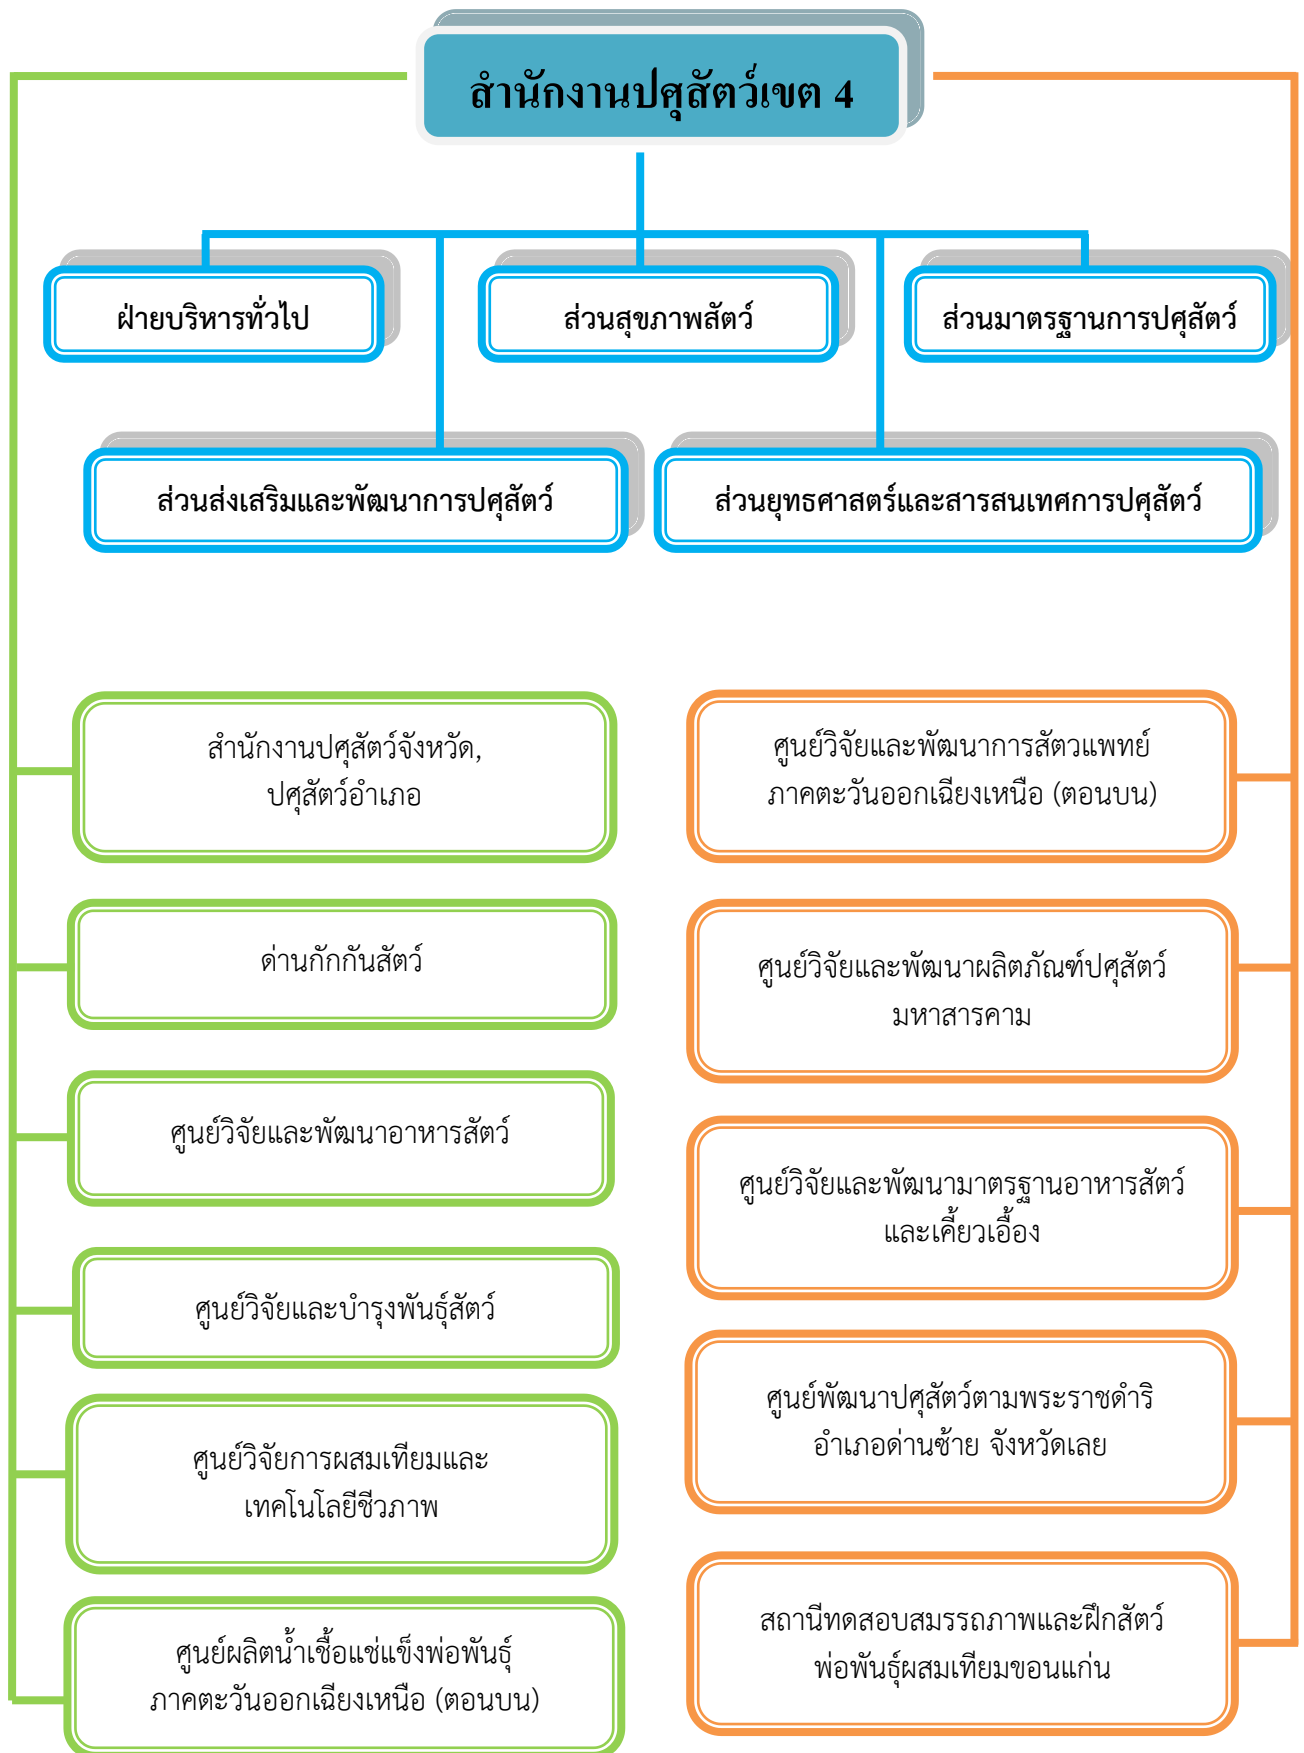 สำนักงานปศุสัตว์เขต 4
ฝ่ายบริหารทั่วไป
ส่วนสุขภาพสัตว์
ส่วนมาตรฐานการปศุสัตว์
ส่วนส่งเสริมและพัฒนาการปศุสัตว์
ส่วนยุทธศาสตร์และสารสนเทศการปศุสัตว์
สำนักงานปศุสัตว์จังหวัด,
ปศุสัตว์อำเภอ
ด่านกักกันสัตว์
ศูนย์วิจัยและพัฒนาอาหารสัตว์
ศูนย์วิจัยและบำรุงพันธุ์สัตว์
ศูนย์วิจัยการผสมเทียมและ
เทคโนโลยีชีวภาพ
ศูนย์ผลิตน้ำเชื้อแช่แข็งพ่อพันธุ์
ภาคตะวันออกเฉียงเหนือ (ตอนบน)
ศูนย์วิจัยและพัฒนาการสัตวแพทย์
ภาคตะวันออกเฉียงเหนือ (ตอนบน)
ศูนย์วิจัยและพัฒนาผลิตภัณฑ์ปศุสัตว์
มหาสารคาม
ศูนย์วิจัยและพัฒนามาตรฐานอาหารสัตว์
และเคี้ยวเอื้อง
ศูนย์พัฒนาปศุสัตว์ตามพระราชดำริ
อำเภอด่านซ้าย จังหวัดเลย
สถานีทดสอบสมรรถภาพและฝึกสัตว์
พ่อพันธุ์ผสมเทียมขอนแก่น